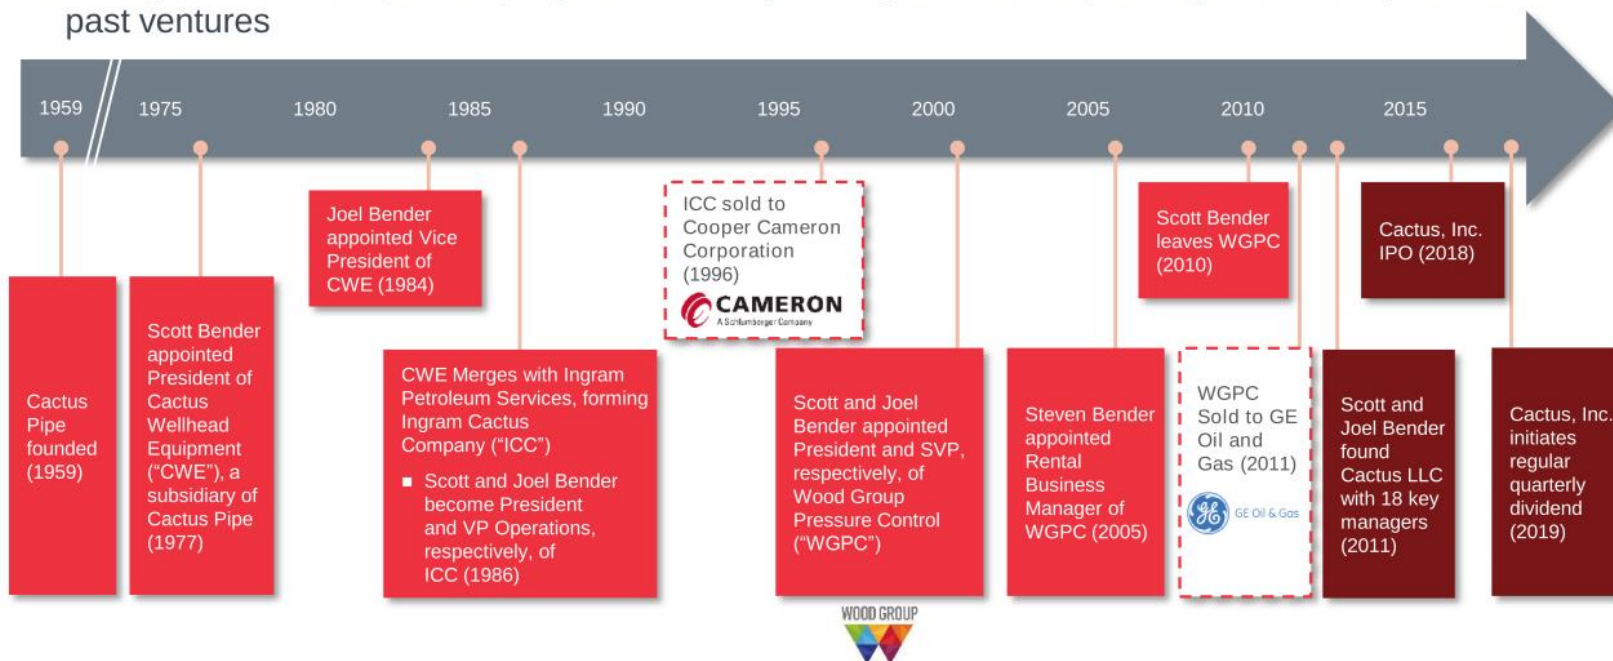 past ventures
1959
1975
1980
1985
1990
1995
2000
2005
2010
2015
Cactus
Pipe
founded
(1959)
Scott Bender
appointed
President of
Cactus
Wellhead
Equipment
(“CWE”), a
subsidiary of
Cactus Pipe
(1977)
Joel Bender
appointed Vice
President of
CWE (1984)
CWE Merges with Ingram
Petroleum Services, forming
Ingram Cactus
Company (“ICC”)
■ Scott and Joel Bender
become President
and VP Operations,
respectively, of
ICC (1986)
ICC sold to
Cooper Cameron
Corporation
(1996)
CAMERON
A Schlumberger Company
Scott and Joel
Bender appointed
President and SVP,
respectively, of
Wood Group
Pressure Control
(“WGPC”)
WOOD GROUP
Steven Bender
appointed
Rental
Business
Manager of
WGPC (2005)
Scott Bender
leaves WGPC
(2010)
WGPC
Sold to GE
Oil and
Gas (2011)
GE
GE Oil & Gas
Scott and
Joel Bender
found
Cactus LLC
with 18 key
managers
(2011)
Cactus, Inc.
IPO (2018)
Cactus, Inc.
initiates
regular
quarterly
dividend
(2019)